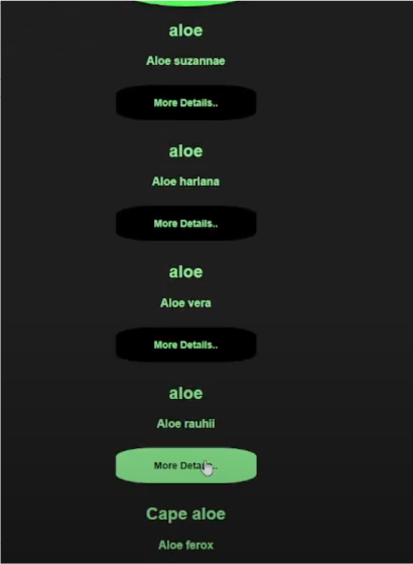 aloe
Aloe suzannae
More Details..
aloe
Aloe harlana
More Details..
aloe
Aloe vera
More Details..
aloe
Aloe rauhii
More Details..
Cape aloe
Aloe ferox